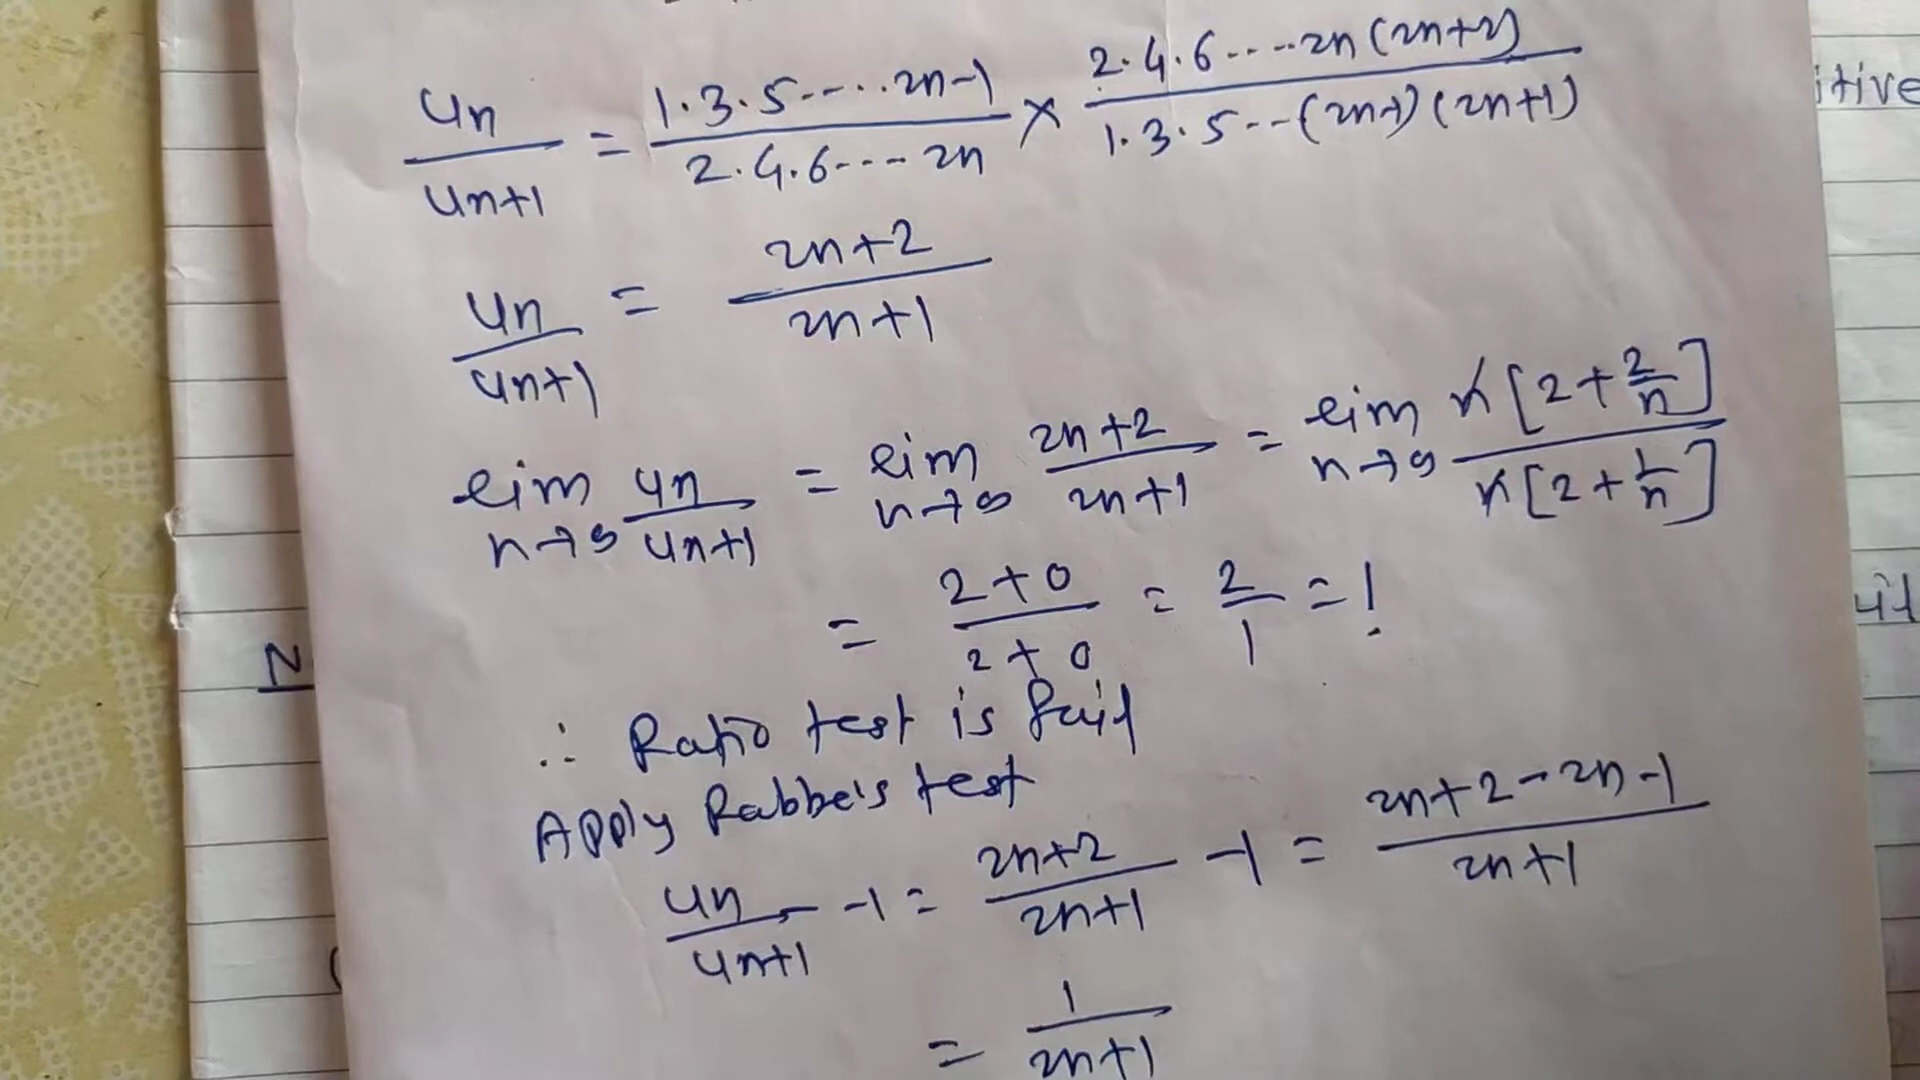 un/un+1 = 1·3·5-----2n-1/2·4·6----2n × 2·4·6----2n(2n+2)/1·3·5--(2n-1)(2n+1)
un/un+1 = 2n+2/2n+1
lim n→∞ un/un+1 = lim n→∞ 2n+2/2n+1 = lim n→∞ n[2+2/n]/n[2+1/n]
= 2+0/2+0 = 2/1 = 1
∴ Ratio test is fail
Apply Rabbe's test
un/un+1 -1 = 2n+2/2n+1 -1 = 2n+2-2n-1/2n+1
= 1/2n+1
itive
N